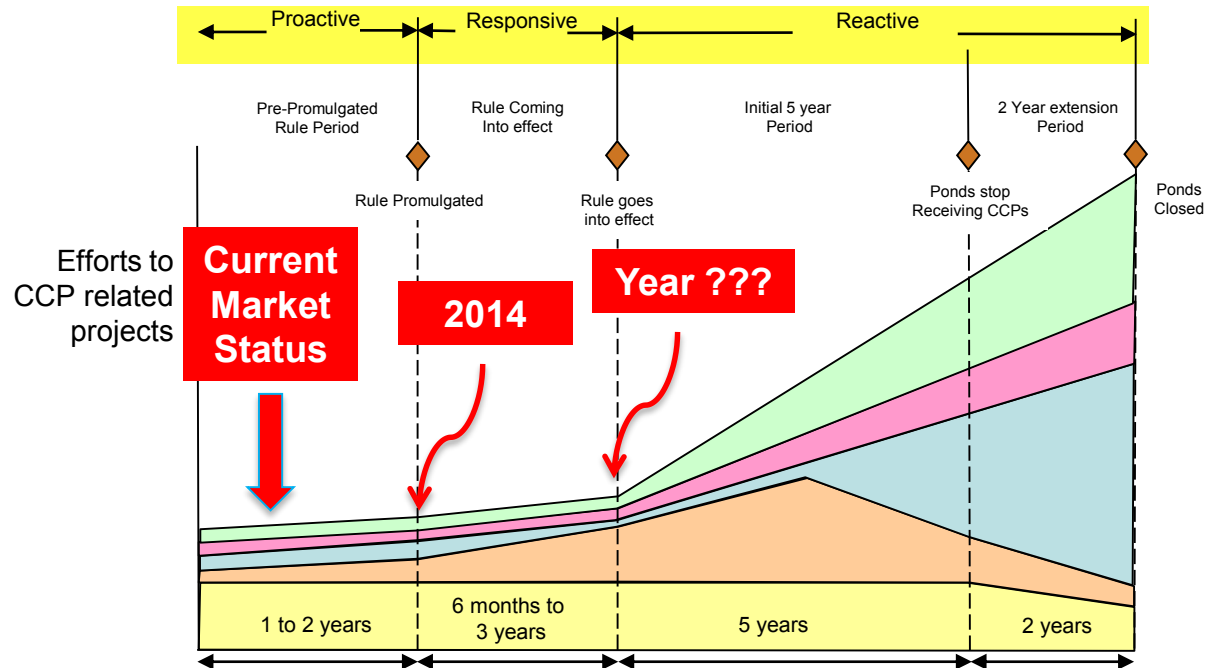 Proactive
Responsive
Reactive
Pre-Promulgated
Rule Period
Rule Coming
Into effect
Initial 5 year
Period
2 Year extension
Period
Rule Promulgated
Rule goes
into effect
Ponds stop
Receiving CCPs
Ponds
Closed
Efforts to
CCP related
projects
Current
Market
Status
2014
Year ???
1 to 2 years
6 months to
3 years
5 years
2 years